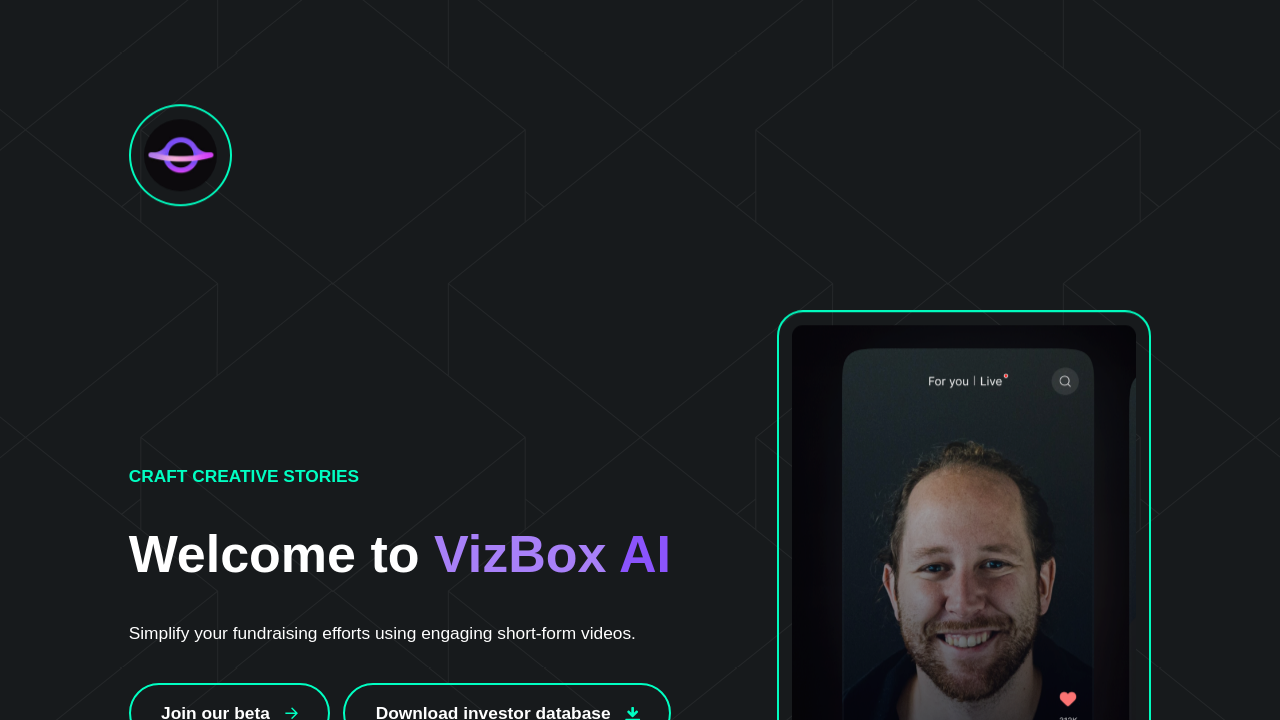 For you | Live
CRAFT CREATIVE STORIES
Welcome to VizBox AI
Simplify your fundraising efforts using engaging short-form videos.
Join our beta
Download investor database